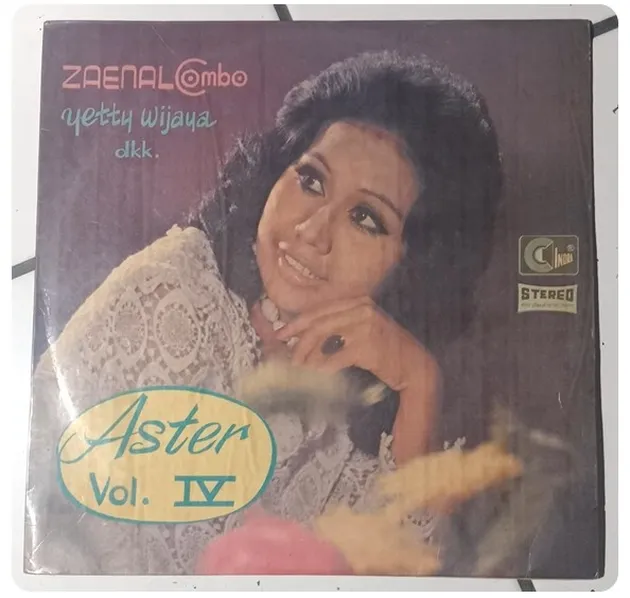 ZAENAL Combo
yetty wijaya
dkk.
INDRA
STEREO
Aster
Vol. IV